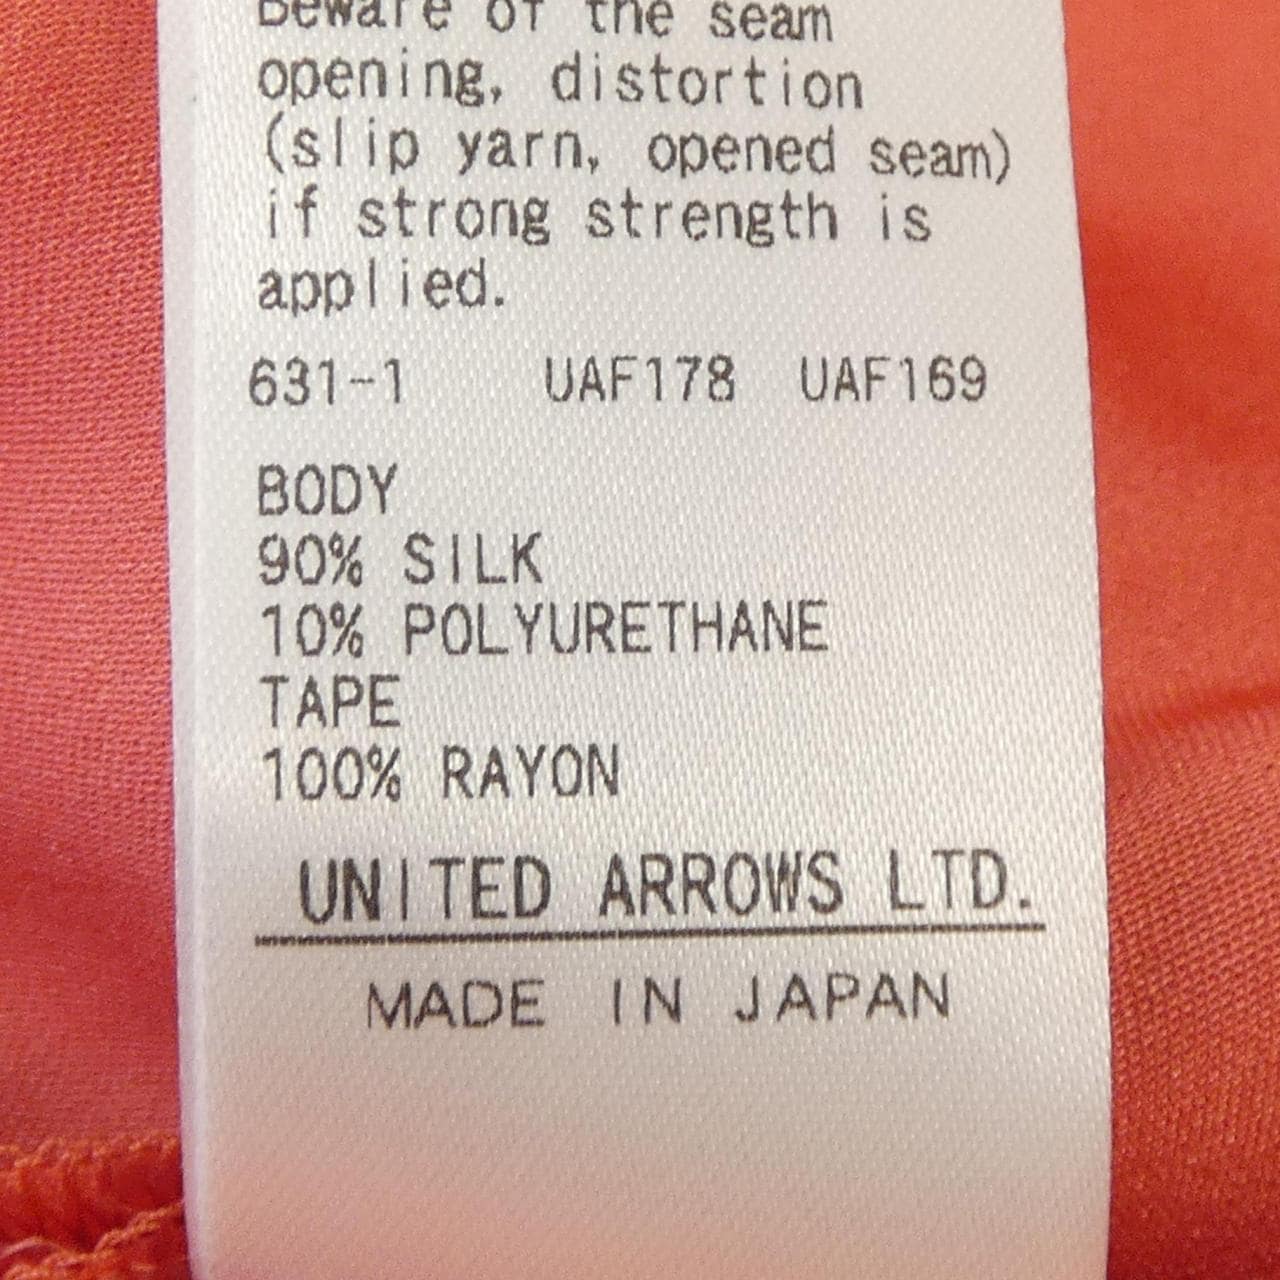 Beware of the seam
opening, distortion
(slip yarn, opened seam)
if strong strength is
applied.
631-1 UAF178 UAF169
BODY
90% SILK
10% POLYURETHANE
TAPE
100% RAYON
UNITED ARROWS LTD.
MADE IN JAPAN